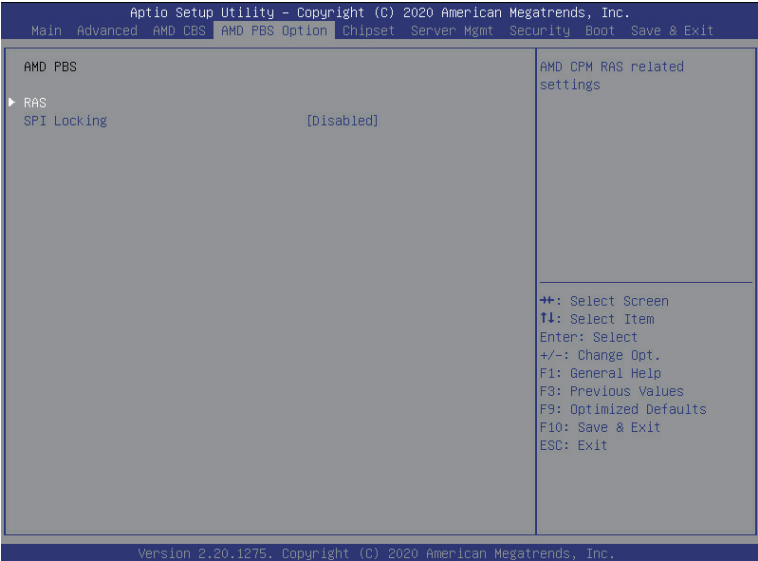 Aptio Setup Utility – Copyright (C) 2020 American Megatrends, Inc.
Main Advanced AMD CBS AMD PBS Option Chipset Server Mgmt Security Boot Save & Exit
AMD PBS
RAS
SPI Locking [Disabled]
AMD CPM RAS related
settings
→←: Select Screen
↑↓: Select Item
Enter: Select
+/-: Change Opt.
F1: General Help
F3: Previous Values
F9: Optimized Defaults
F10: Save & Exit
ESC: Exit
Version 2.20.1275. Copyright (C) 2020 American Megatrends, Inc.